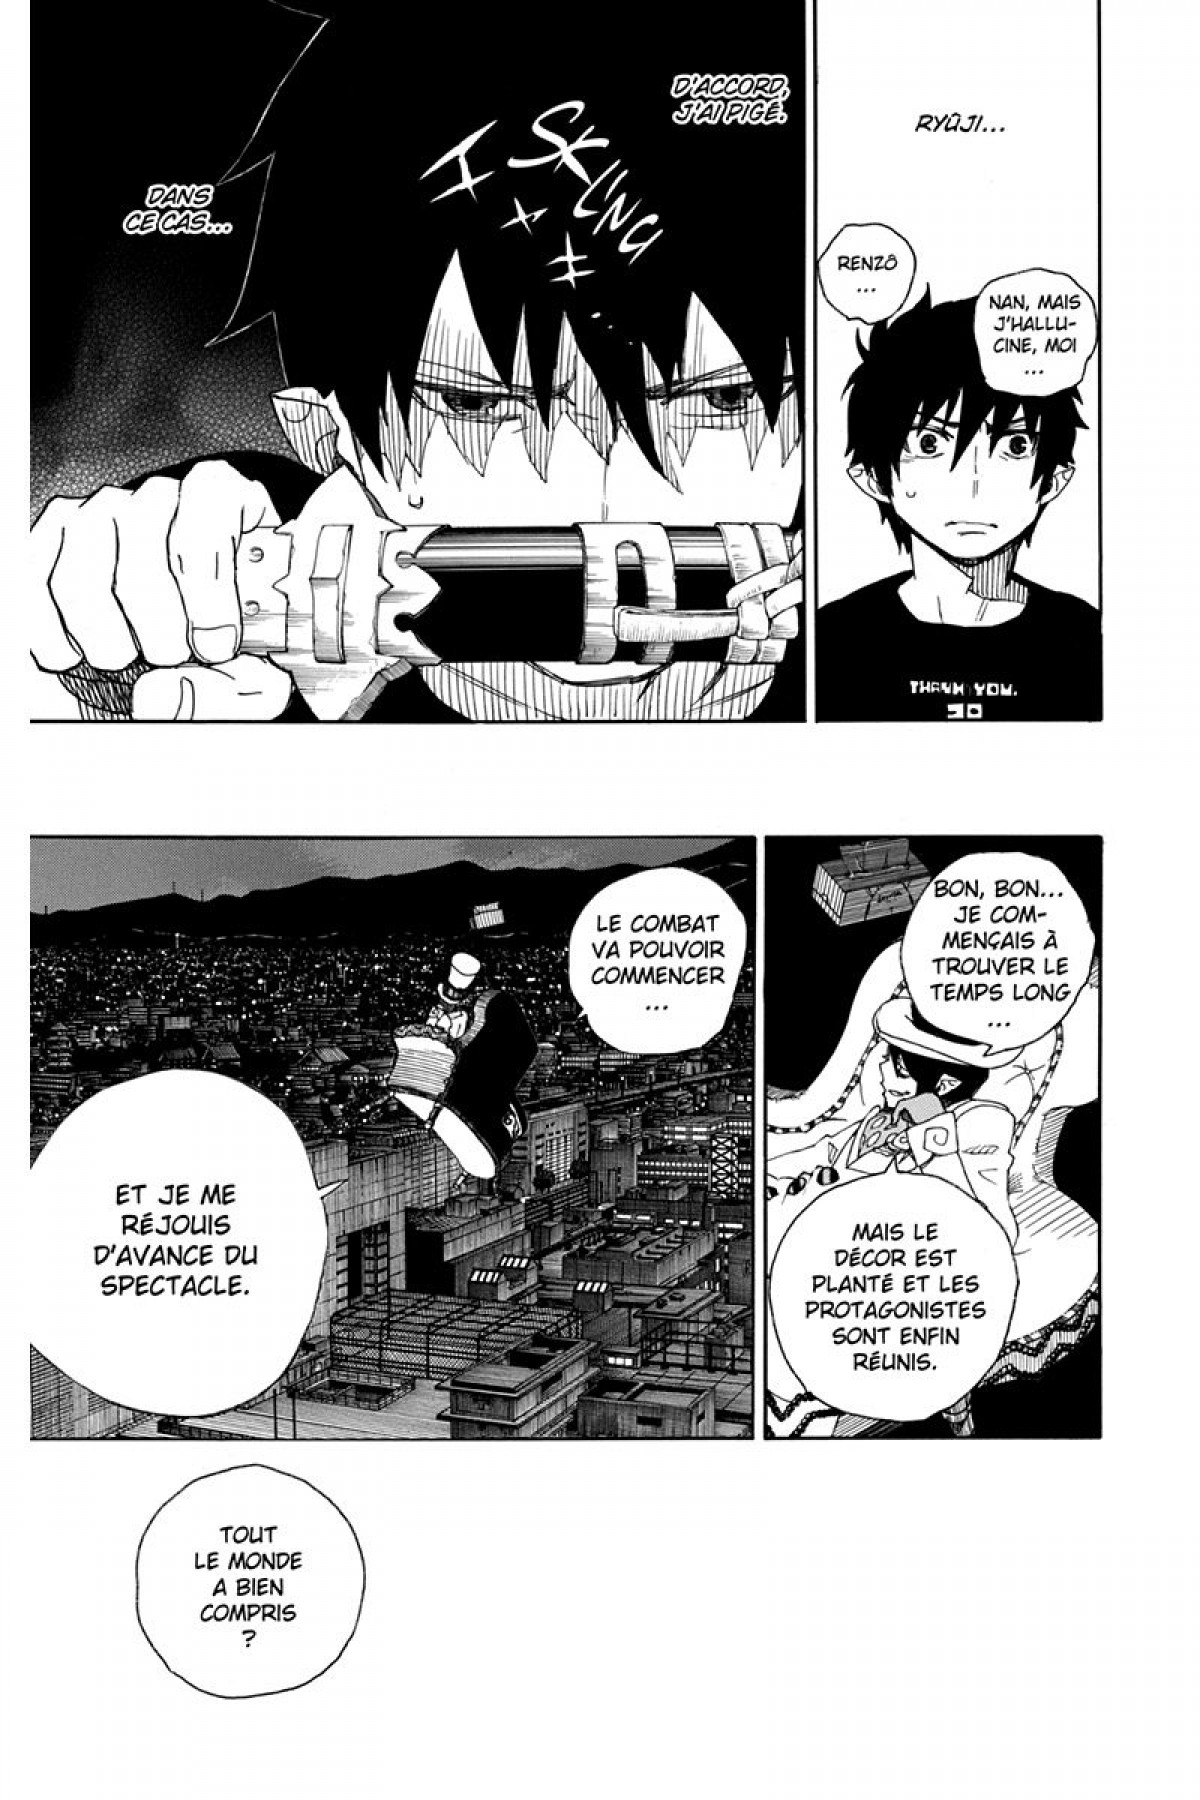 RYÛJI...
RENZÔ
...
NAN, MAIS
J'HALLU-
CINE, MOI
...
THANK YOU.
D'ACCORD,
J'AI PIGÉ.
SKLING
DANS
CE CAS...
BON, BON...
JE COM-
MENÇAIS À
TROUVER LE
TEMPS LONG
...
MAIS LE
DÉCOR EST
PLANTÉ ET LES
PROTAGONISTES
SONT ENFIN
RÉUNIS.
LE COMBAT
VA POUVOIR
COMMENCER
...
ET JE ME
RÉJOUIS
D'AVANCE DU
SPECTACLE.
TOUT
LE MONDE
A BIEN
COMPRIS
?